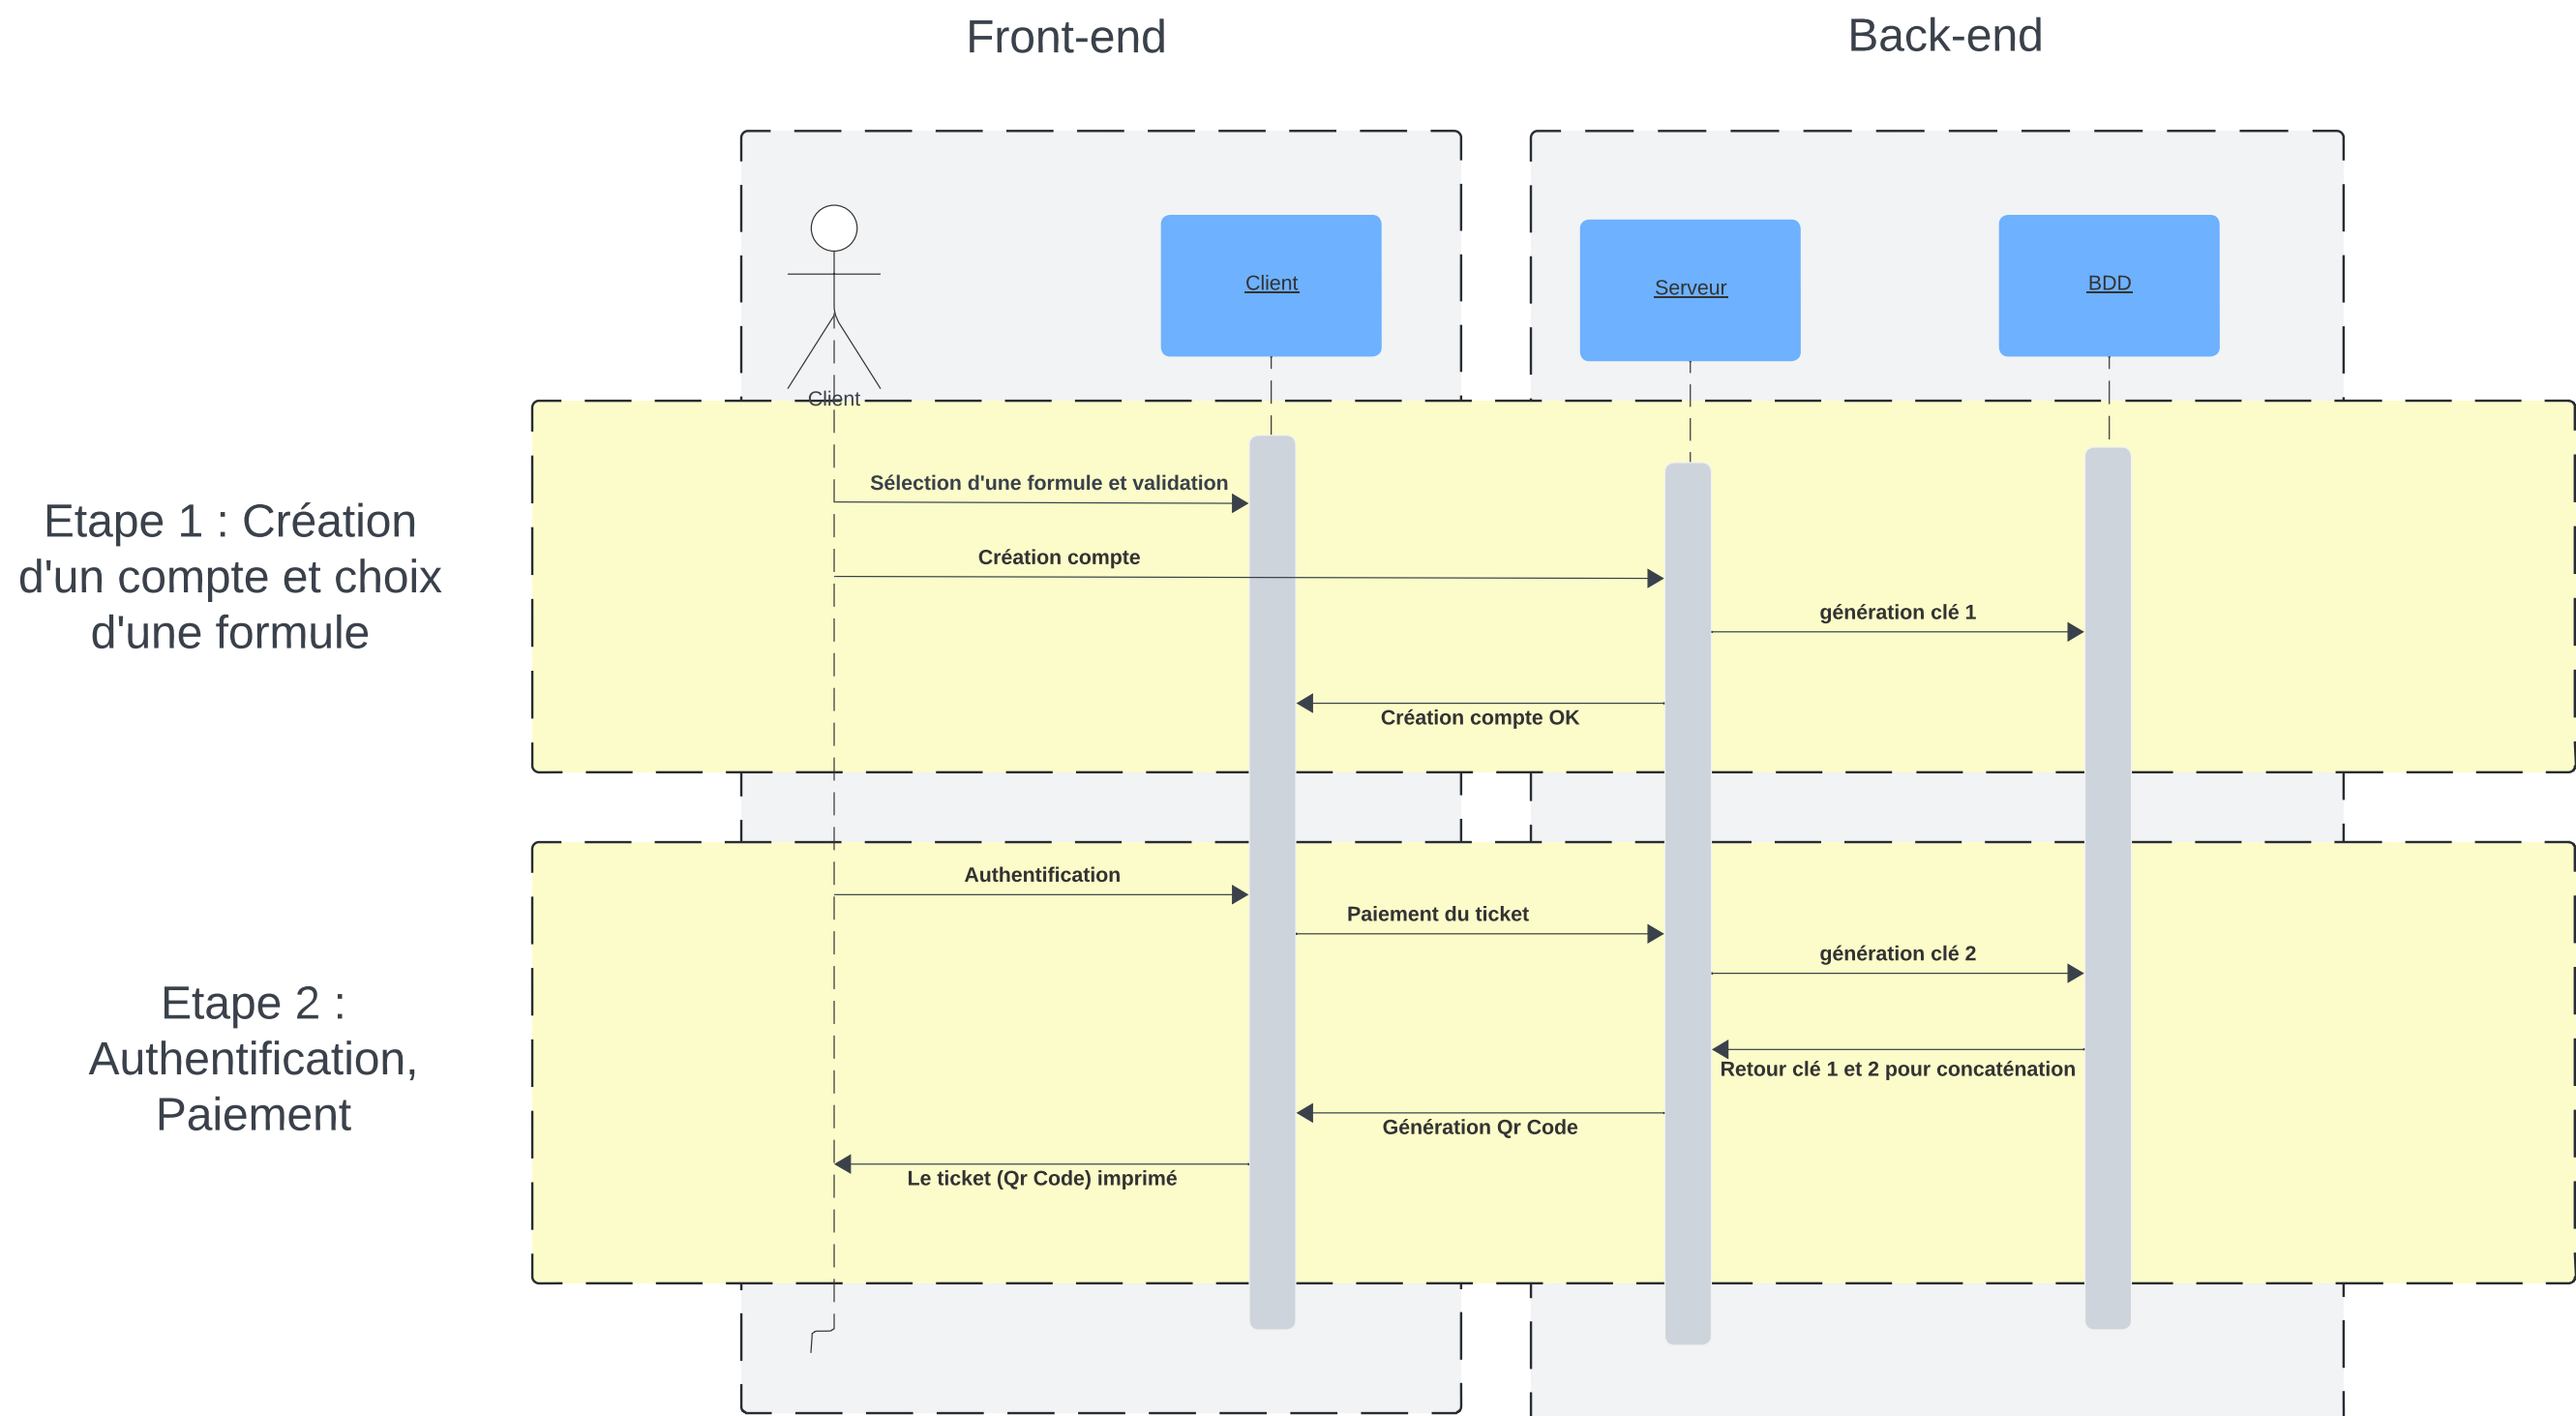 Front-end
Back-end
Client
Serveur
BDD
Client
Sélection d'une formule et validation
Etape 1 : Création
d'un compte et choix
d'une formule
Création compte
génération clé 1
Création compte OK
Authentification
Paiement du ticket
génération clé 2
Etape 2 :
Authentification,
Paiement
Retour clé 1 et 2 pour concaténation
Génération Qr Code
Le ticket (Qr Code) imprimé